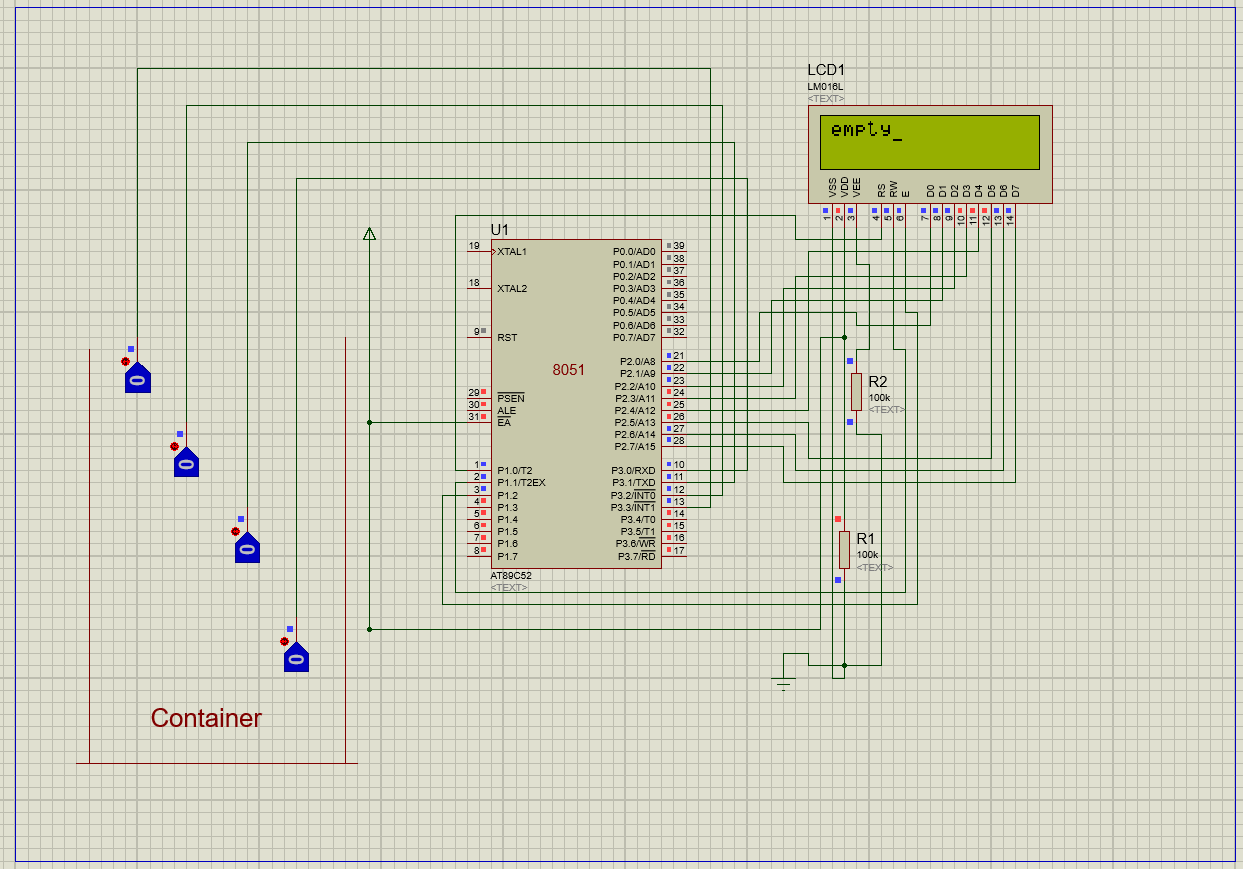 LCD1
LM016L
<TEXT>
empty_
VSS VDD VEE RS RW E D0 D1 D2 D3 D4 D5 D6 D7
1 2 3 4 5 6 7 8 9 10 11 12 13 14
U1
19 XTAL1 P0.0/AD0 39
P0.1/AD1 38
P0.2/AD2 37
18 XTAL2 P0.3/AD3 36
P0.4/AD4 35
P0.5/AD5 34
P0.6/AD6 33
9 RST P0.7/AD7 32
P2.0/A8 21
8051
P2.1/A9 22
P2.2/A10 23
29 PSEN P2.3/A11 24
30 ALE P2.4/A12 25
31 EA P2.5/A13 26
P2.6/A14 27
P2.7/A15 28
1 P1.0/T2 P3.0/RXD 10
2 P1.1/T2EX P3.1/TXD 11
3 P1.2 P3.2/INT0 12
4 P1.3 P3.3/INT1 13
5 P1.4 P3.4/T0 14
6 P1.5 P3.5/T1 15
7 P1.6 P3.6/WR 16
8 P1.7 P3.7/RD 17
AT89C52
<TEXT>
R2
100k
<TEXT>
R1
100k
<TEXT>
0
0
0
0
Container